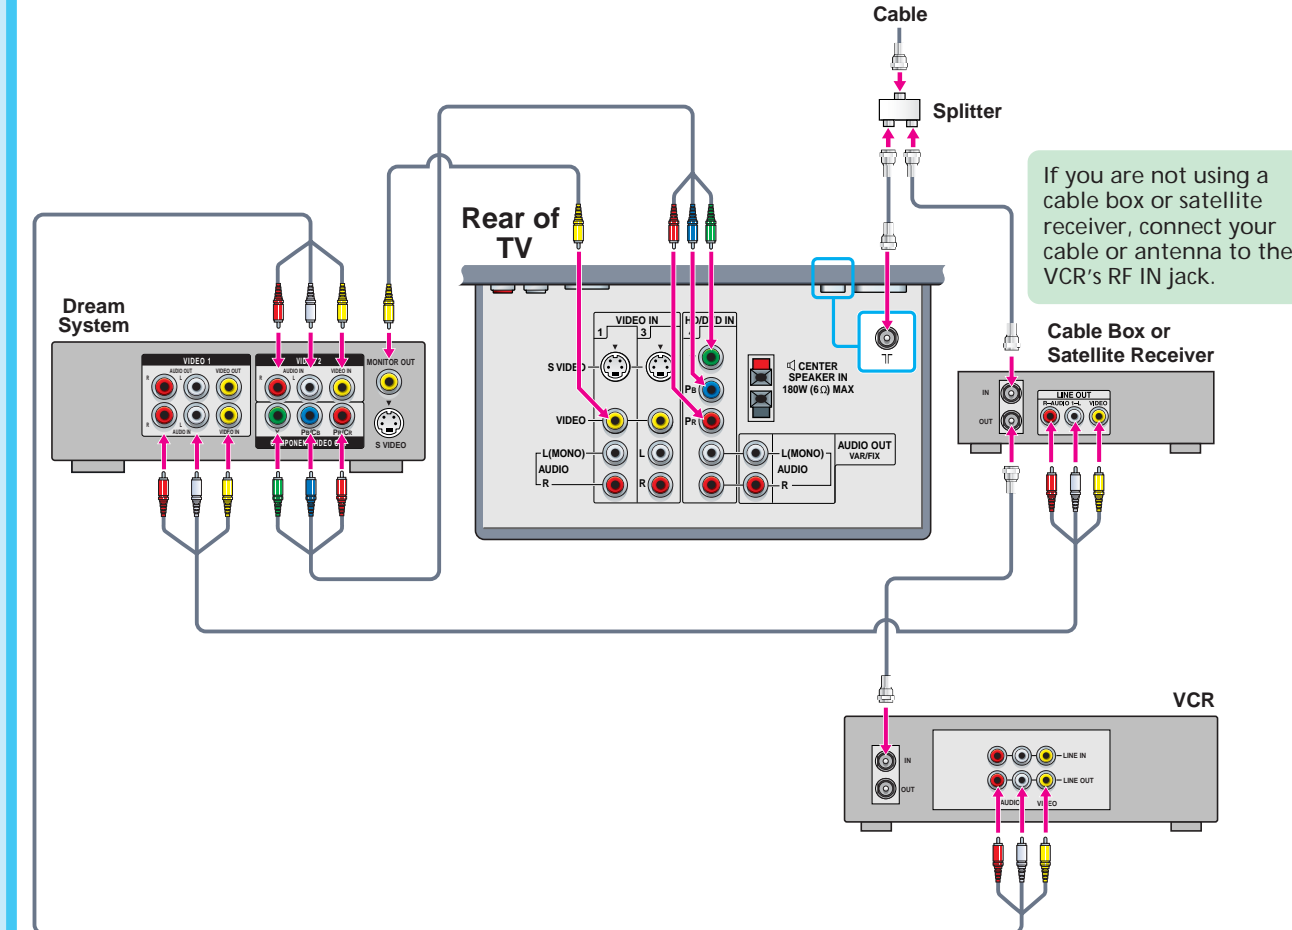 Cable
Splitter
If you are not using a
cable box or satellite
receiver, connect your
cable or antenna to the
VCR's RF IN jack.
Rear of
TV
Dream
System
VIDEO 1
AUDIO OUT
VIDEO OUT
R
L
R
L
AUDIO IN
VIDEO IN
AUDIO IN
VIDEO IN
R
L
PB/CB
MONITOR OUT
S VIDEO
VIDEO IN
1
3
S VIDEO
VIDEO
L(MONO)
AUDIO
R
L
R
PB
PR
CENTER
SPEAKER IN
180W (6 Ω) MAX
AUDIO OUT
VAR/FIX
L(MONO)
AUDIO
R
Cable Box or
Satellite Receiver
IN
OUT
LINE OUT
R–AUDIO 1–L VIDEO
VCR
IN
OUT
LINE IN
LINE OUT